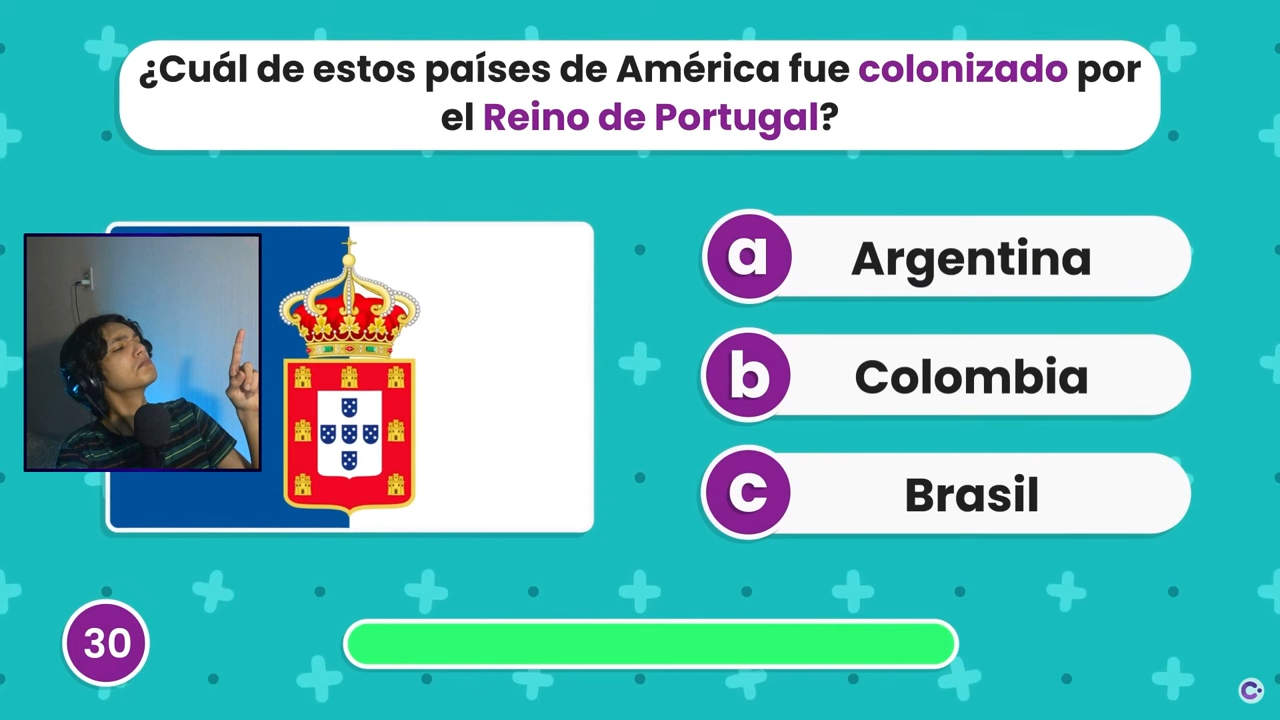 ¿Cuál de estos países de América fue colonizado por
el Reino de Portugal?
a Argentina
b Colombia
c Brasil
30